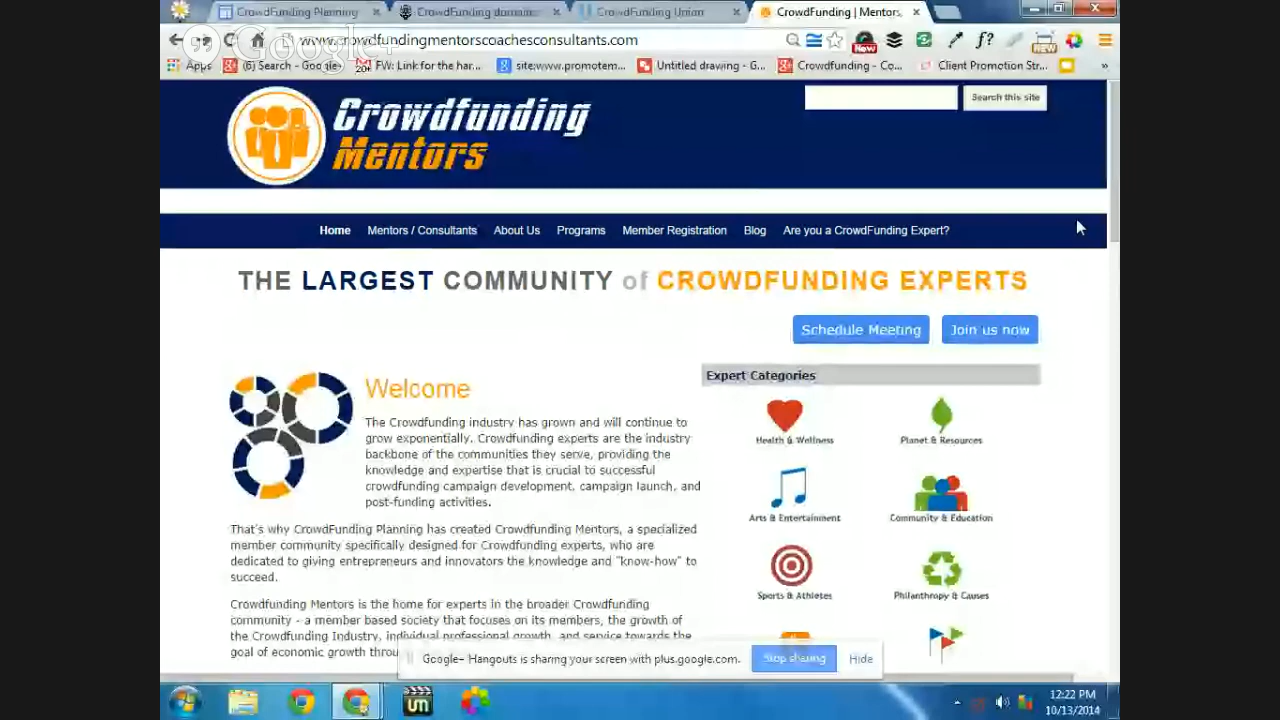 CrowdFunding Planning
CrowdFunding domain
CrowdFunding Union
CrowdFunding | Mentors,
Google+
www.crowdfundingmentorscoachesconsultants.com
New
NEW
f?
Apps
(6) Search - Google+
20+
FW: Link for the har...
site:www.promotem...
Untitled drawing - G...
Crowdfunding - Co...
Client Promotion Str...
»
Crowdfunding
Mentors
Search this site
Home
Mentors / Consultants
About Us
Programs
Member Registration
Blog
Are you a CrowdFunding Expert?
THE LARGEST COMMUNITY of CROWDFUNDING EXPERTS
Schedule Meeting
Join us now
Welcome
The Crowdfunding industry has grown and will continue to
grow exponentially. Crowdfunding experts are the industry
backbone of the communities they serve, providing the
knowledge and expertise that is crucial to successful
crowdfunding campaign development, campaign launch, and
post-funding activities.
That's why CrowdFunding Planning has created Crowdfunding Mentors, a specialized
member community specifically designed for Crowdfunding experts, who are
dedicated to giving entrepreneurs and innovators the knowledge and "know-how" to
succeed.
Crowdfunding Mentors is the home for experts in the broader Crowdfunding
community - a member based society that focuses on its members, the growth of
the Crowdfunding Industry, individual professional growth, and service towards the
goal of economic growth
Expert Categories
Health & Wellness
Planet & Resources
Arts & Entertainment
Community & Education
Sports & Athletes
Philanthropy & Causes
Google+ Hangouts is sharing your screen with plus.google.com.
Stop sharing
Hide
um
12:22 PM
10/13/2014